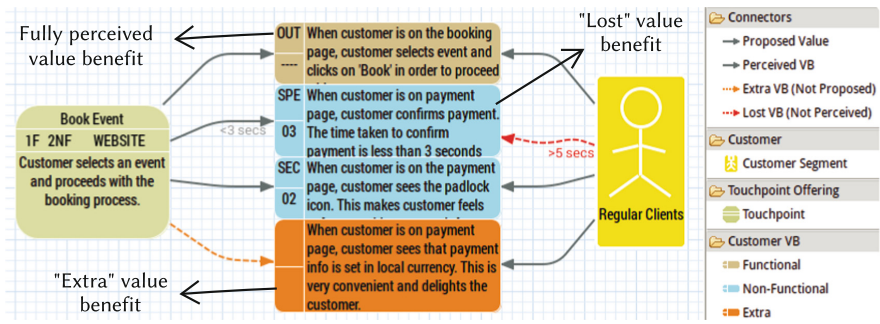 Fully perceived
value benefit
"Lost" value
benefit
"Extra" value
benefit
Book Event
1F 2NF WEBSITE
Customer selects an event
and proceeds with the
booking process.
<3 secs
OUT
----
When customer is on the booking
page, customer selects event and
clicks on 'Book' in order to proceed
SPE
03
When customer is on payment
page, customer confirms payment.
The time taken to confirm
payment is less than 3 seconds
SEC
02
When customer is on the payment
page, customer sees the padlock
icon. This makes customer feels
When customer is on payment
page, customer sees that payment
info is set in local currency. This is
very convenient and delights the
customer.
>5 secs
Regular Clients
Connectors
Proposed Value
Perceived VB
Extra VB (Not Proposed)
Lost VB (Not Perceived)
Customer
Customer Segment
Touchpoint Offering
Touchpoint
Customer VB
Functional
Non-Functional
Extra